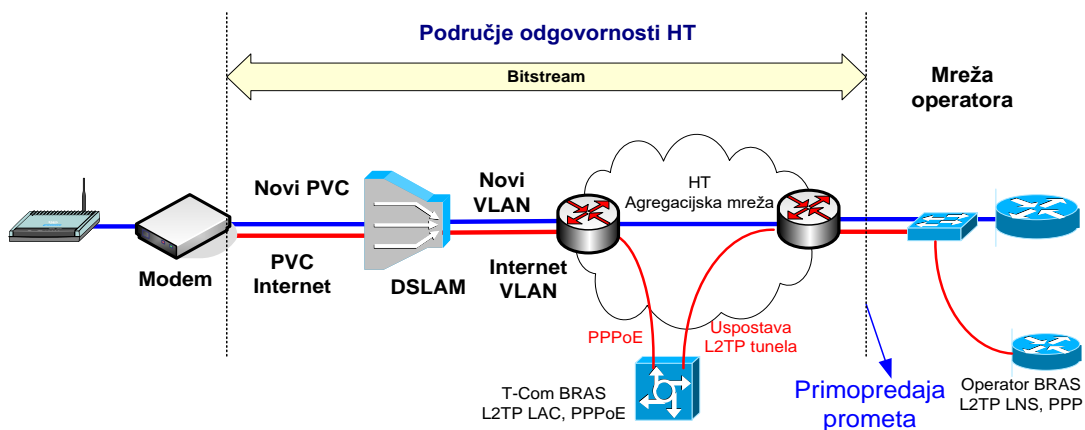 Područje odgovornosti HT
Bitstream
Mreža
operatora
Novi PVC
Novi
VLAN
HT
Agregacijska mreža
Modem
PVC
Internet
DSLAM
Internet
VLAN
PPPoE
Uspostava
L2TP tunela
T-Com BRAS
L2TP LAC, PPPoE
Primopredaja
prometa
Operator BRAS
L2TP LNS, PPP